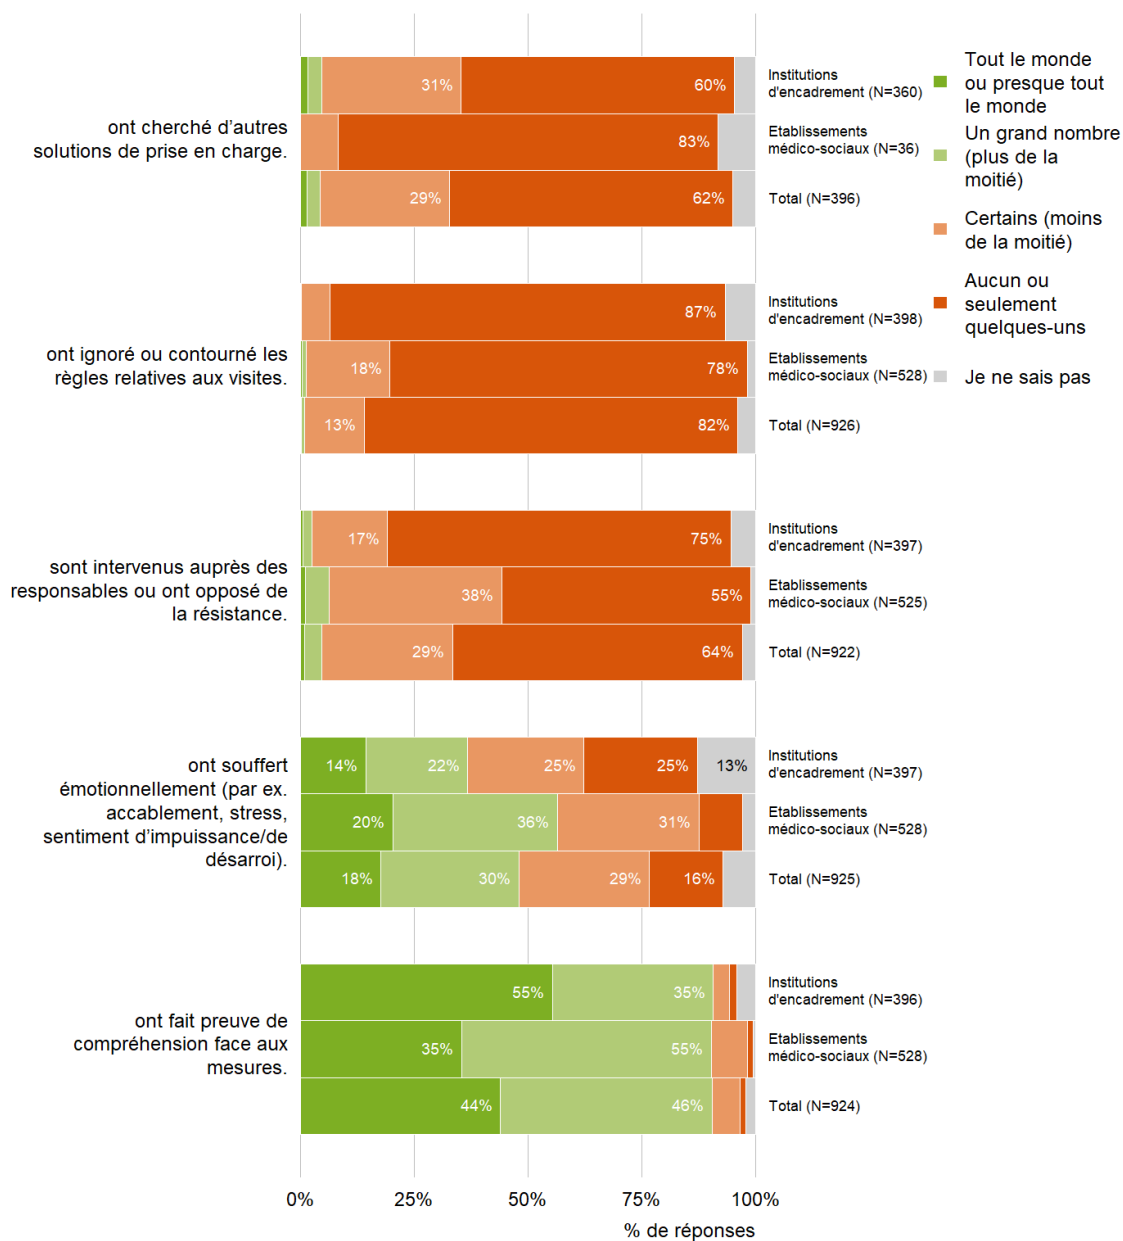 ont cherché d’autres
solutions de prise en charge.
31%
60%
Institutions
d'encadrement (N=360)
83%
Etablissements
médico-sociaux (N=36)
29%
62%
Total (N=396)
ont ignoré ou contourné les
règles relatives aux visites.
87%
Institutions
d'encadrement (N=398)
18%
78%
Etablissements
médico-sociaux (N=528)
13%
82%
Total (N=926)
sont intervenus auprès des
responsables ou ont opposé de
la résistance.
17%
75%
Institutions
d'encadrement (N=397)
38%
55%
Etablissements
médico-sociaux (N=525)
29%
64%
Total (N=922)
ont souffert
émotionnellement (par ex.
accablement, stress,
sentiment d’impuissance/de
désarroi).
14%
22%
25%
25%
13%
Institutions
d'encadrement (N=397)
20%
36%
31%
Etablissements
médico-sociaux (N=528)
18%
30%
29%
16%
Total (N=925)
ont fait preuve de
compréhension face aux
mesures.
55%
35%
Institutions
d'encadrement (N=396)
35%
55%
Etablissements
médico-sociaux (N=528)
44%
46%
Total (N=924)
0%
25%
50%
75%
100%
% de réponses
Tout le monde
ou presque tout
le monde
Un grand nombre
(plus de la
moitié)
Certains (moins
de la moitié)
Aucun ou
seulement
quelques-uns
Je ne sais pas